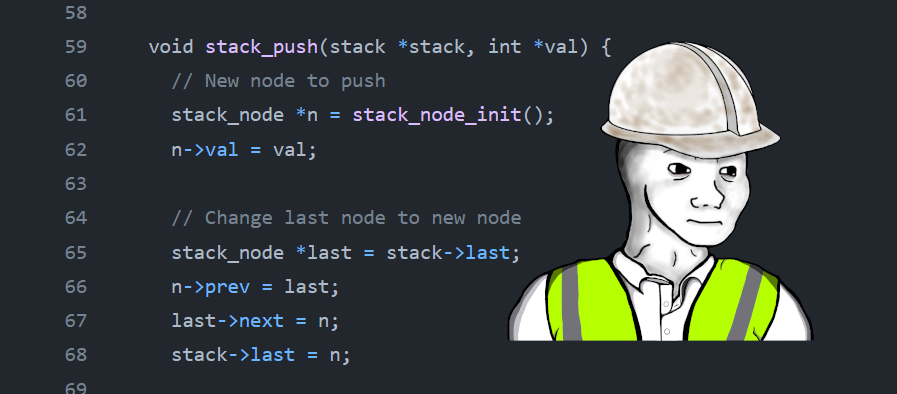 58
59 void stack_push(stack *stack, int *val) {
60 // New node to push
61 stack_node *n = stack_node_init();
62 n->val = val;
63
64 // Change last node to new node
65 stack_node *last = stack->last;
66 n->prev = last;
67 last->next = n;
68 stack->last = n;
69